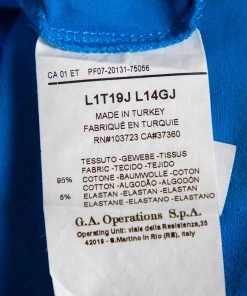 CA 01 ET PF07-20131-75056
L1T19J L14GJ
MADE IN TURKEY
FABRIQUÉ EN TURQUIE
RN#103723 CA#37360
TESSUTO-GEWEBE-TISSUS
FABRIC-TECIDO-TEJIDO
95% COTONE-BAUMWOLLE-COTON
COTTON-ALGODÃO-ALGODÓN
5% ELASTAN-ELASTAN-ELASTANNE
ELASTANE-ELASTANO-ELASTANO
G.A. Operations S.p.A.
Operating Unit: viale della Resistenza,35
42018 - S.Martino in Rio (RE), Italy